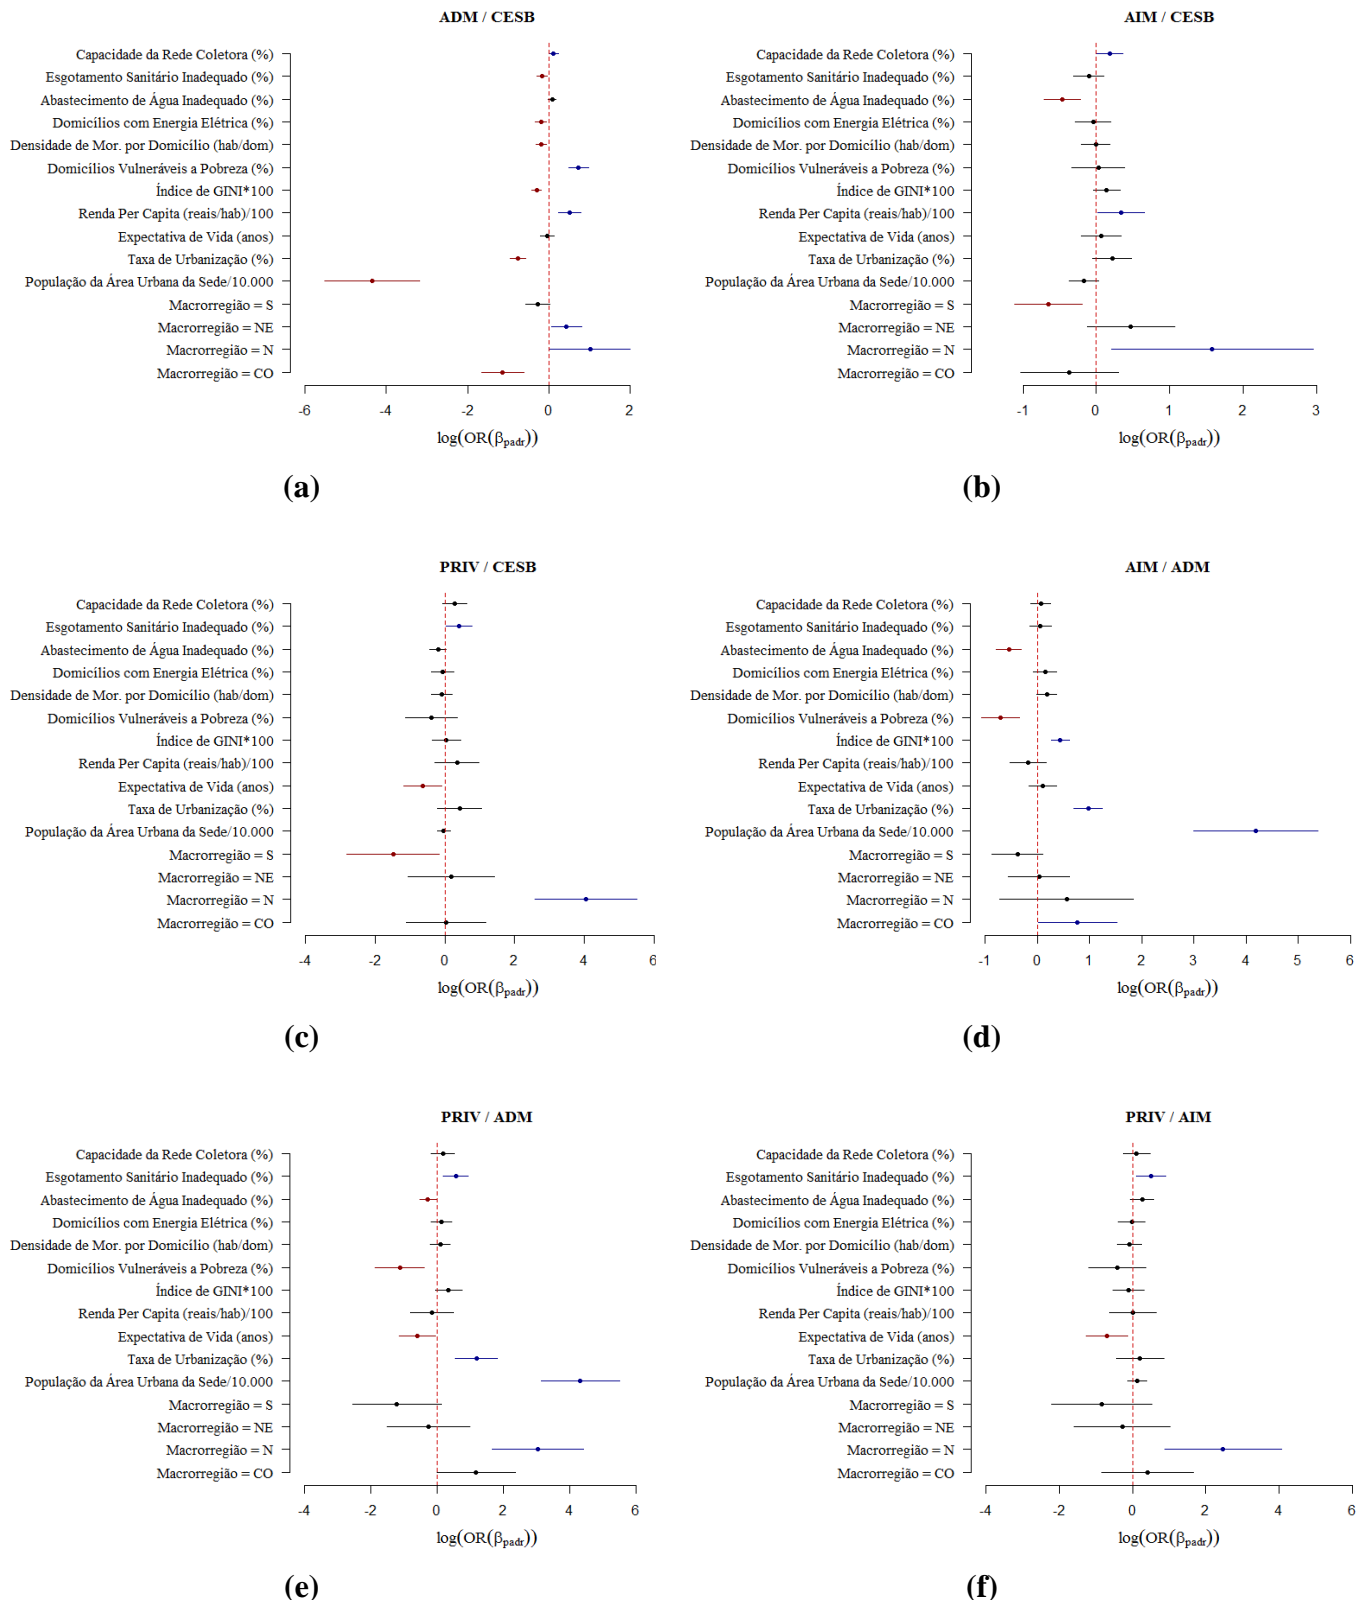 ADM / CESB
Capacidade da Rede Coletora (%)
Esgotamento Sanitário Inadequado (%)
Abastecimento de Água Inadequado (%)
Domicílios com Energia Elétrica (%)
Densidade de Mor. por Domicílio (hab/dom)
Domicílios Vulneráveis a Pobreza (%)
Índice de GINI*100
Renda Per Capita (reais/hab)/100
Expectativa de Vida (anos)
Taxa de Urbanização (%)
População da Área Urbana da Sede/10.000
Macrorregião = S
Macrorregião = NE
Macrorregião = N
Macrorregião = CO
-6 -4 -2 0 2
log(OR(βpadr))
(a)
AIM / CESB
Capacidade da Rede Coletora (%)
Esgotamento Sanitário Inadequado (%)
Abastecimento de Água Inadequado (%)
Domicílios com Energia Elétrica (%)
Densidade de Mor. por Domicílio (hab/dom)
Domicílios Vulneráveis a Pobreza (%)
Índice de GINI*100
Renda Per Capita (reais/hab)/100
Expectativa de Vida (anos)
Taxa de Urbanização (%)
População da Área Urbana da Sede/10.000
Macrorregião = S
Macrorregião = NE
Macrorregião = N
Macrorregião = CO
-1 0 1 2 3
log(OR(βpadr))
(b)
PRIV / CESB
Capacidade da Rede Coletora (%)
Esgotamento Sanitário Inadequado (%)
Abastecimento de Água Inadequado (%)
Domicílios com Energia Elétrica (%)
Densidade de Mor. por Domicílio (hab/dom)
Domicílios Vulneráveis a Pobreza (%)
Índice de GINI*100
Renda Per Capita (reais/hab)/100
Expectativa de Vida (anos)
Taxa de Urbanização (%)
População da Área Urbana da Sede/10.000
Macrorregião = S
Macrorregião = NE
Macrorregião = N
Macrorregião = CO
-4 -2 0 2 4 6
log(OR(βpadr))
(c)
AIM / ADM
Capacidade da Rede Coletora (%)
Esgotamento Sanitário Inadequado (%)
Abastecimento de Água Inadequado (%)
Domicílios com Energia Elétrica (%)
Densidade de Mor. por Domicílio (hab/dom)
Domicílios Vulneráveis a Pobreza (%)
Índice de GINI*100
Renda Per Capita (reais/hab)/100
Expectativa de Vida (anos)
Taxa de Urbanização (%)
População da Área Urbana da Sede/10.000
Macrorregião = S
Macrorregião = NE
Macrorregião = N
Macrorregião = CO
-1 0 1 2 3 4 5 6
log(OR(βpadr))
(d)
PRIV / ADM
Capacidade da Rede Coletora (%)
Esgotamento Sanitário Inadequado (%)
Abastecimento de Água Inadequado (%)
Domicílios com Energia Elétrica (%)
Densidade de Mor. por Domicílio (hab/dom)
Domicílios Vulneráveis a Pobreza (%)
Índice de GINI*100
Renda Per Capita (reais/hab)/100
Expectativa de Vida (anos)
Taxa de Urbanização (%)
População da Área Urbana da Sede/10.000
Macrorregião = S
Macrorregião = NE
Macrorregião = N
Macrorregião = CO
-4 -2 0 2 4 6
log(OR(βpadr))
(e)
PRIV / AIM
Capacidade da Rede Coletora (%)
Esgotamento Sanitário Inadequado (%)
Abastecimento de Água Inadequado (%)
Domicílios com Energia Elétrica (%)
Densidade de Mor. por Domicílio (hab/dom)
Domicílios Vulneráveis a Pobreza (%)
Índice de GINI*100
Renda Per Capita (reais/hab)/100
Expectativa de Vida (anos)
Taxa de Urbanização (%)
População da Área Urbana da Sede/10.000
Macrorregião = S
Macrorregião = NE
Macrorregião = N
Macrorregião = CO
-4 -2 0 2 4 6
log(OR(βpadr))
(f)